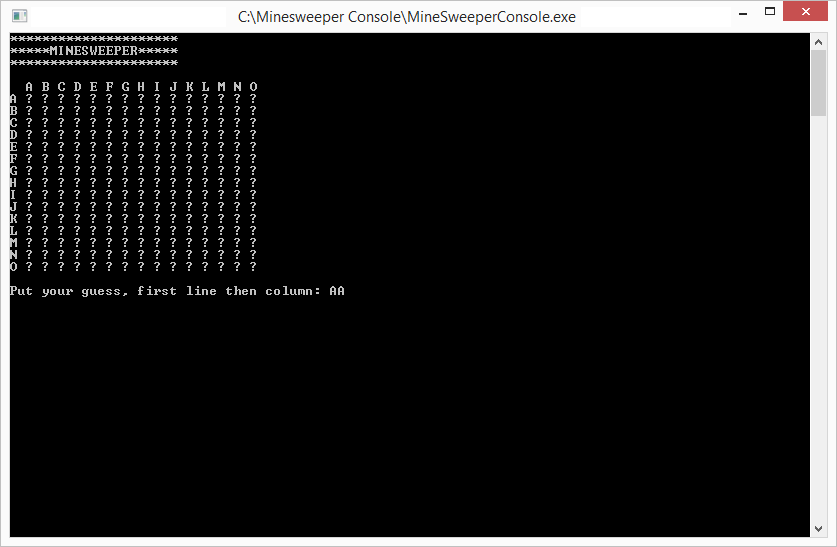 C:\Minesweeper Console\MineSweeperConsole.exe
*********************
*****MINESWEEPER*****
*********************
A B C D E F G H I J K L M N O
A ? ? ? ? ? ? ? ? ? ? ? ? ? ? ?
B ? ? ? ? ? ? ? ? ? ? ? ? ? ? ?
C ? ? ? ? ? ? ? ? ? ? ? ? ? ? ?
D ? ? ? ? ? ? ? ? ? ? ? ? ? ? ?
E ? ? ? ? ? ? ? ? ? ? ? ? ? ? ?
F ? ? ? ? ? ? ? ? ? ? ? ? ? ? ?
G ? ? ? ? ? ? ? ? ? ? ? ? ? ? ?
H ? ? ? ? ? ? ? ? ? ? ? ? ? ? ?
I ? ? ? ? ? ? ? ? ? ? ? ? ? ? ?
J ? ? ? ? ? ? ? ? ? ? ? ? ? ? ?
K ? ? ? ? ? ? ? ? ? ? ? ? ? ? ?
L ? ? ? ? ? ? ? ? ? ? ? ? ? ? ?
M ? ? ? ? ? ? ? ? ? ? ? ? ? ? ?
N ? ? ? ? ? ? ? ? ? ? ? ? ? ? ?
O ? ? ? ? ? ? ? ? ? ? ? ? ? ? ?
Put your guess, first line then column: AA